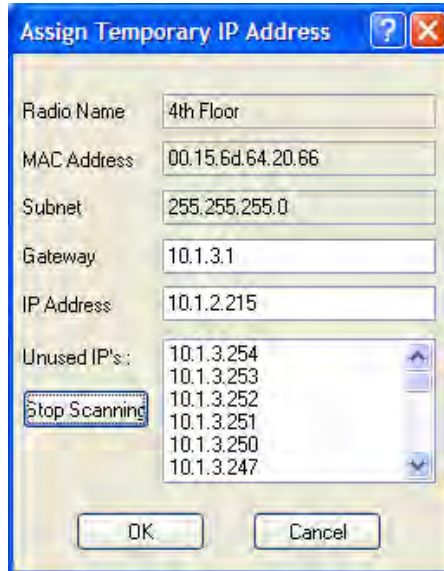 Assign Temporary IP Address
Radio Name 4th Floor
MAC Address 00.15.6d.64.20.66
Subnet 255.255.255.0
Gateway 10.1.3.1
IP Address 10.1.2.215
Unused IP's : 10.1.3.254
10.1.3.253
Stop Scanning 10.1.3.252
10.1.3.251
10.1.3.250
10.1.3.247
OK Cancel